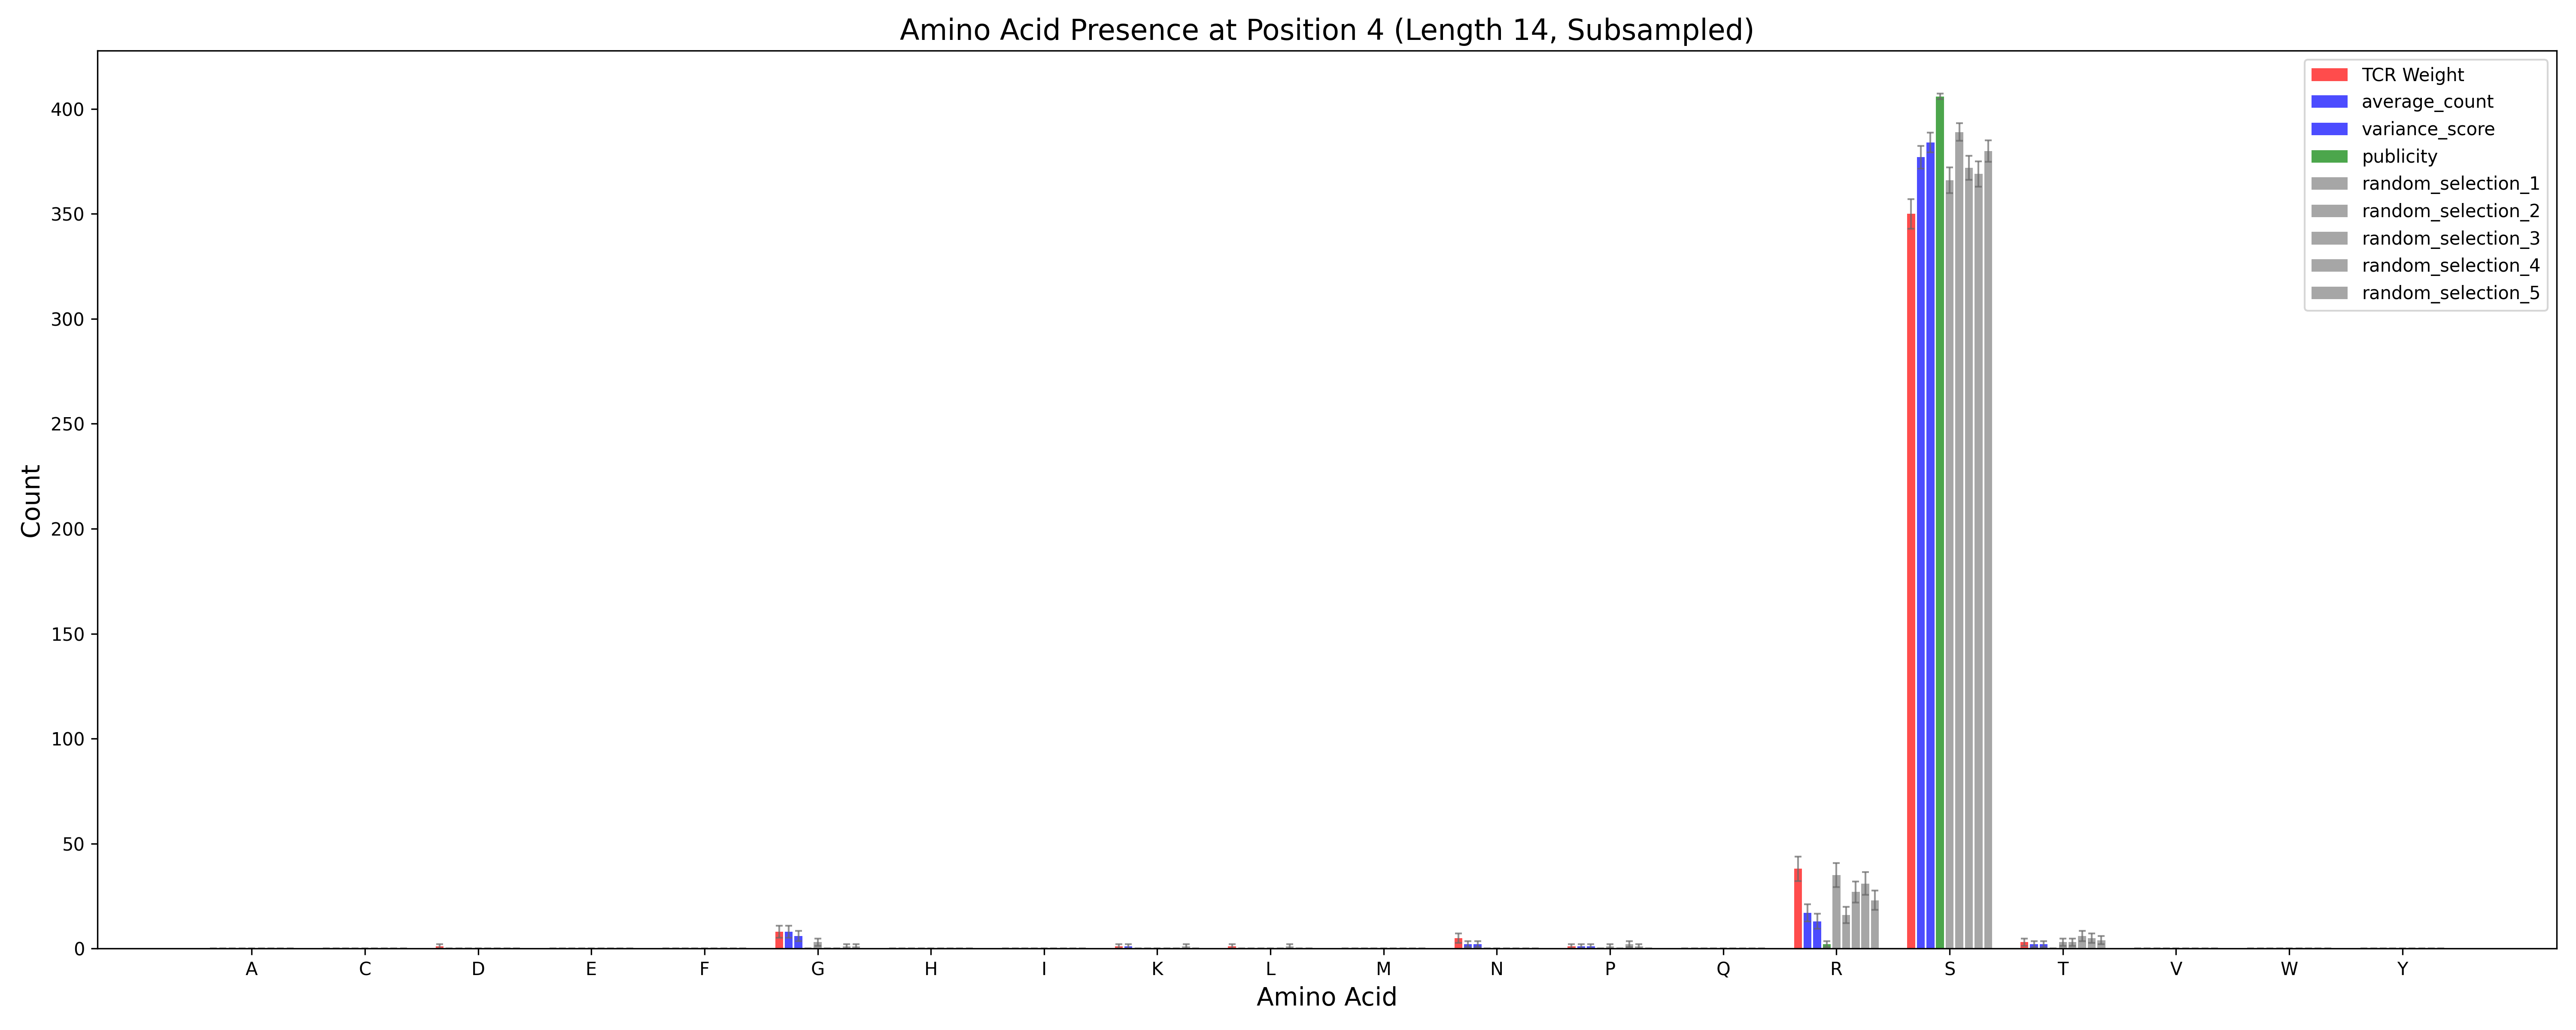 Amino Acid Presence at Position 4 (Length 14, Subsampled)
TCR Weight
average_count
variance_score
publicity
random_selection_1
random_selection_2
random_selection_3
random_selection_4
random_selection_5
400
350
300
250
200
150
100
50
0
Count
A C D E F G H I K L M N P Q R S T V W Y
Amino Acid